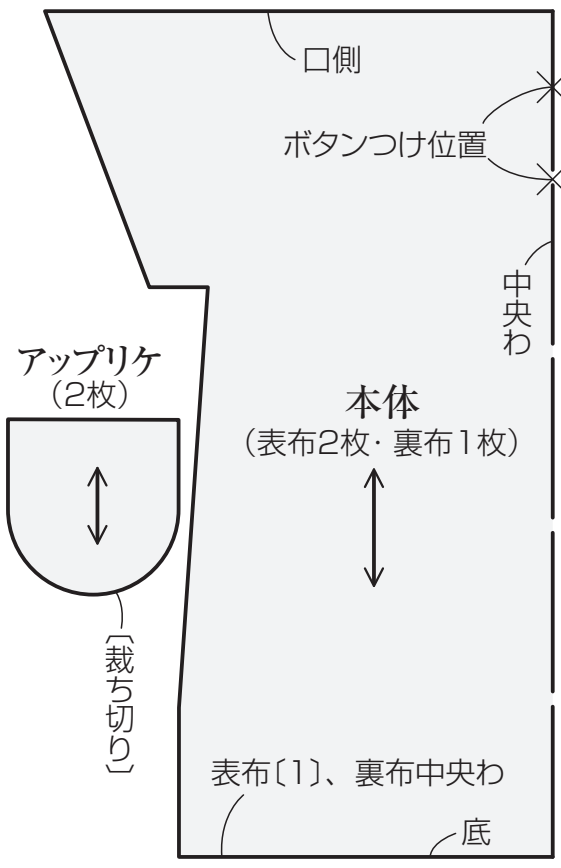 口側
ボタンつけ位置
中央わ
アップリケ
（2枚）
本体
（表布2枚・裏布1枚）
〔裁ち切り〕
表布〔1〕、裏布中央わ
底